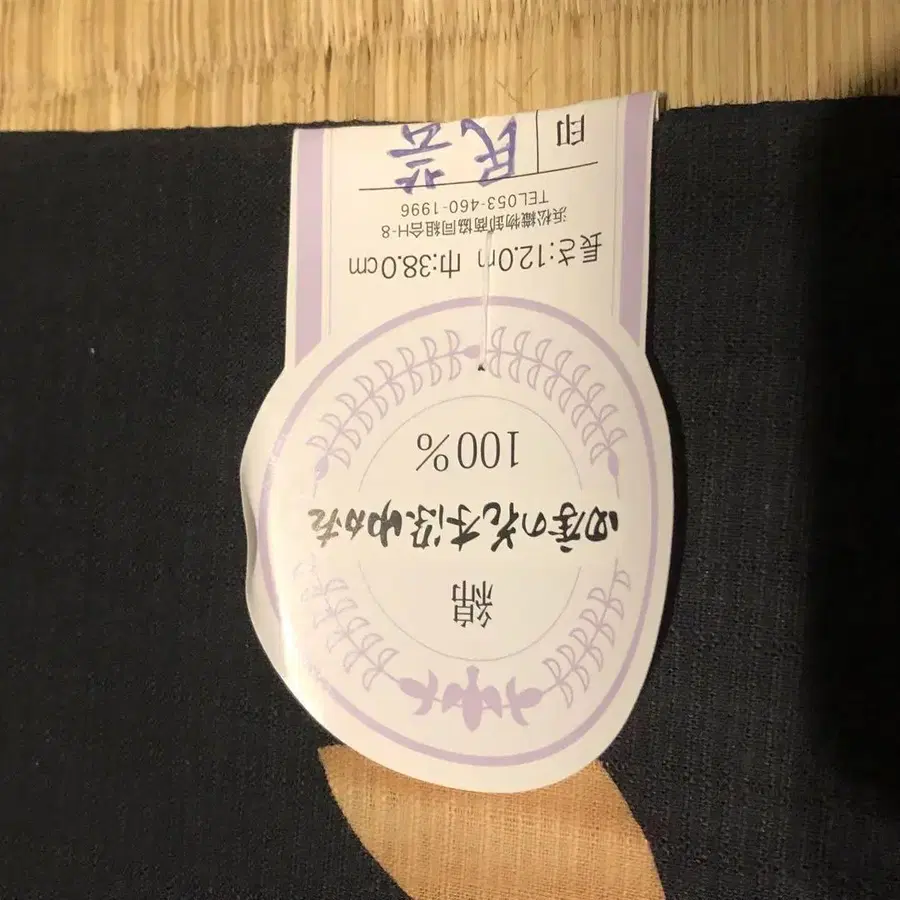 綿
四季の花本染ゆかた
100%
長さ:12.0m 巾:38.0cm
浜松織物卸商協同組合H-8
TEL053-460-1996
印 民芸